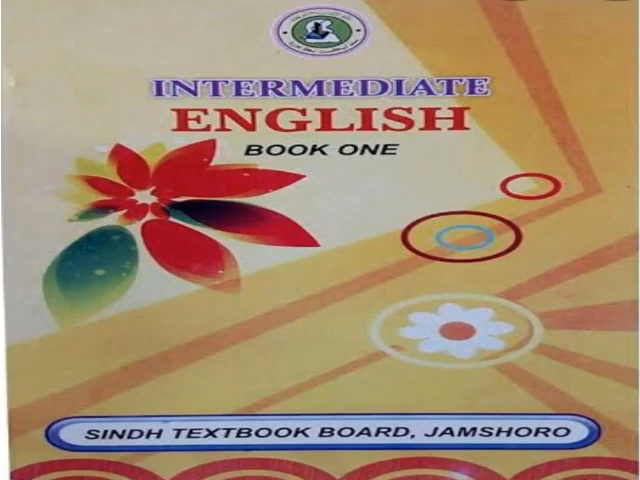 INTERMEDIATE
ENGLISH
BOOK ONE
SINDH TEXTBOOK BOARD, JAMSHORO